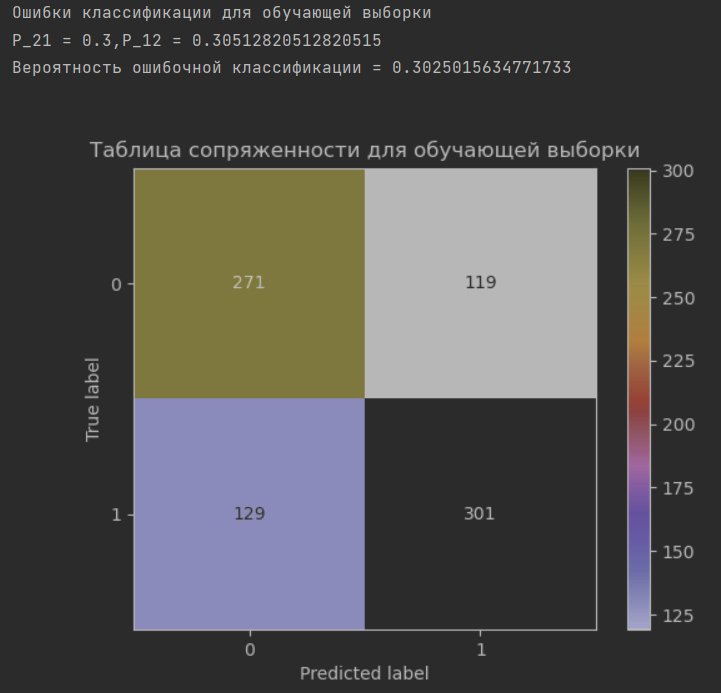 Ошибки классификации для обучающей выборки
P_21 = 0.3,P_12 = 0.30512820512820515
Вероятность ошибочной классификации = 0.3025015634771733
Таблица сопряженности для обучающей выборки
300
275
0
271
119
250
225
True label
200
175
1
129
301
150
125
0
1
Predicted label